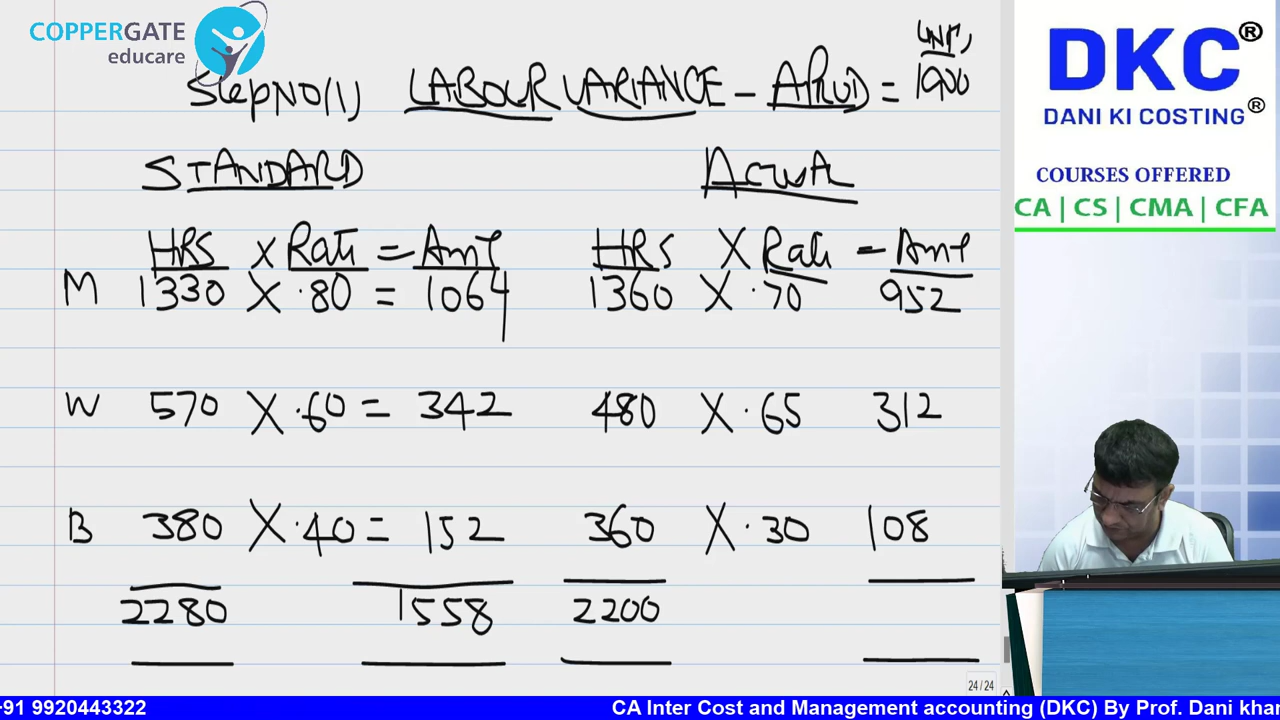 COPPERGATE
educare
Step NO(1) LABOUR VARIANCE - APROD = 1900
DKC®
DANI KI COSTING®
COURSES OFFERED
CA | CS | CMA | CFA
STANDARD
HRS X Rate = Amt
M 1330 X .80 = 1064
W 570 X .60 = 342
B 380 X .40 = 152
2280 1558
HRS X Rate = Amt
1360 X .70 952
480 X .65 312
360 X .30 108
2200
24 / 24
+91 9920443322
CA Inter Cost and Management accounting (DKC) By Prof. Dani khan